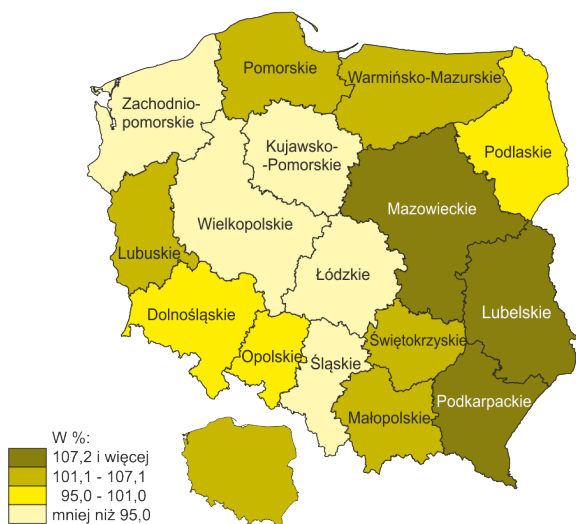 Pomorskie
Warmińsko-Mazurskie
Zachodnio-
pomorskie
Kujawsko-
-Pomorskie
Podlaskie
Mazowieckie
Wielkopolskie
Lubuskie
Łódzkie
Dolnośląskie
Lubelskie
Świętokrzyskie
Opolskie
Śląskie
Podkarpackie
Małopolskie
W %:
107,2 i więcej
101,1 - 107,1
95,0 - 101,0
mniej niż 95,0